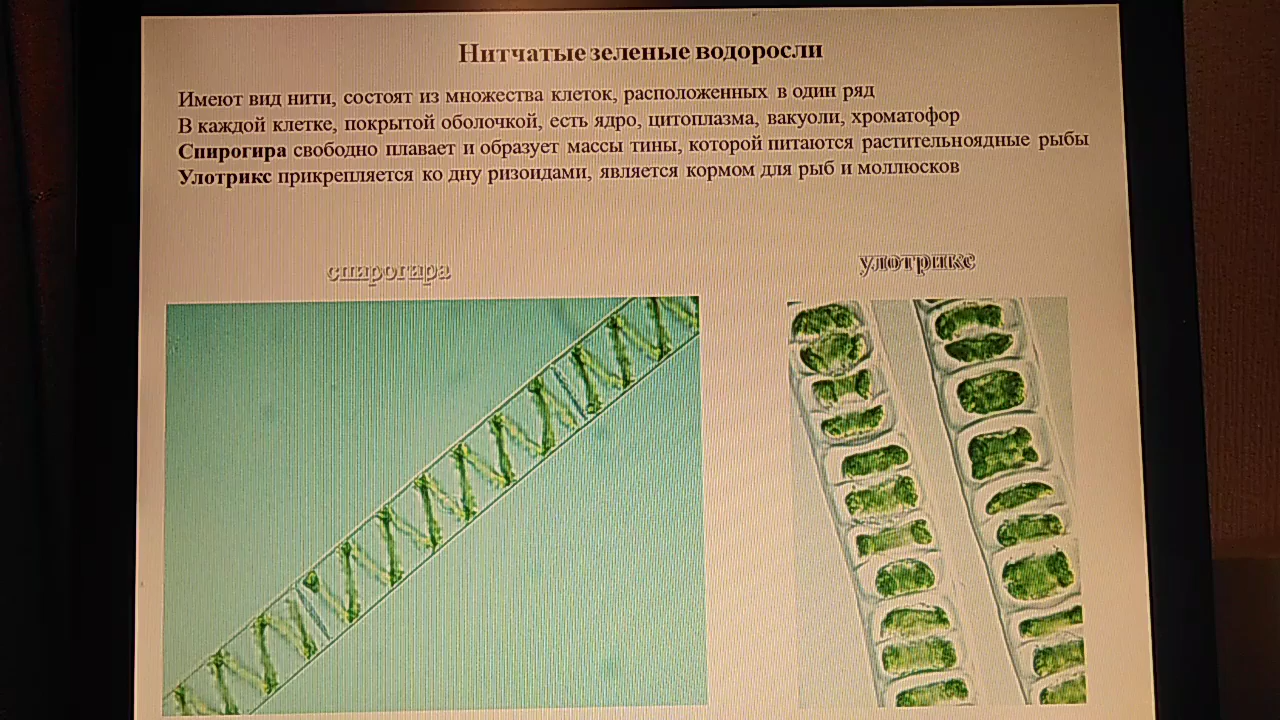 Нитчатые зеленые водоросли
Имеют вид нити, состоят из множества клеток, расположенных в один ряд
В каждой клетке, покрытой оболочкой, есть ядро, цитоплазма, вакуоли, хроматофор
Спирогира свободно плавает и образует массы тины, которой питаются растительноядные рыбы
Улотрикс прикрепляется ко дну ризоидами, является кормом для рыб и моллюсков
спирогира
улотрикс